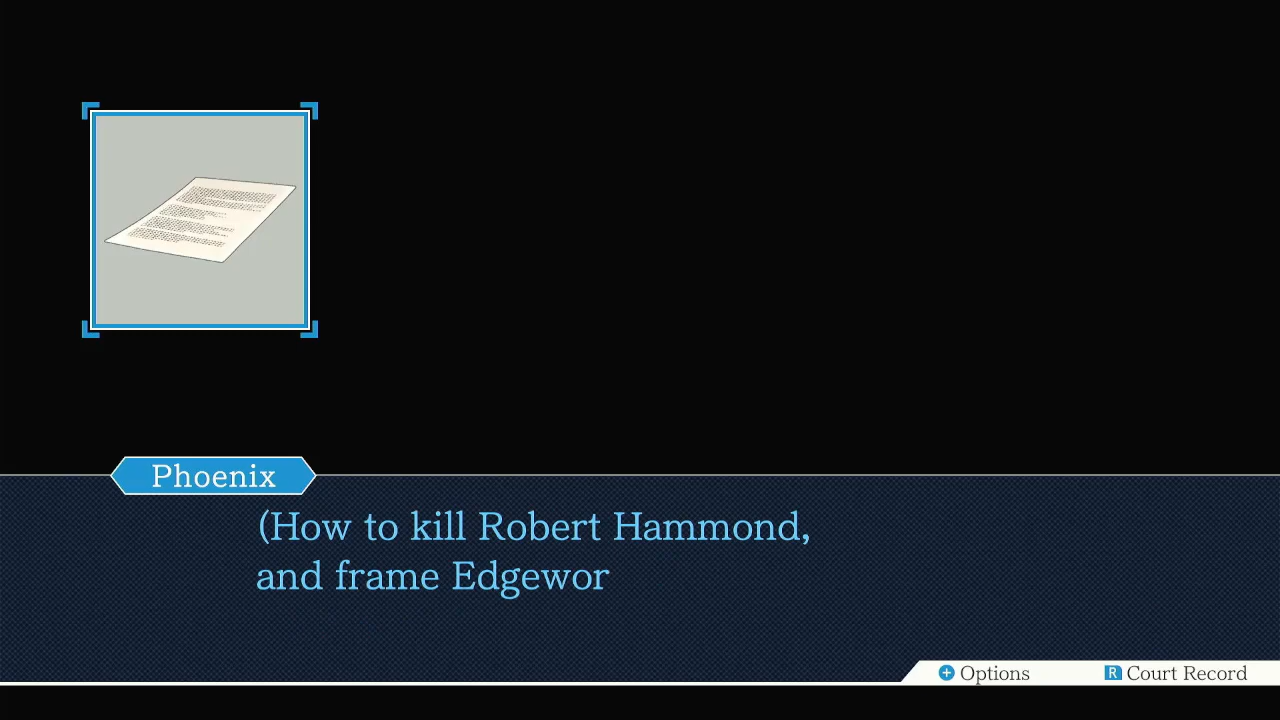 Phoenix
(How to kill Robert Hammond,
and frame Edgewor
+ Options
R Court Record